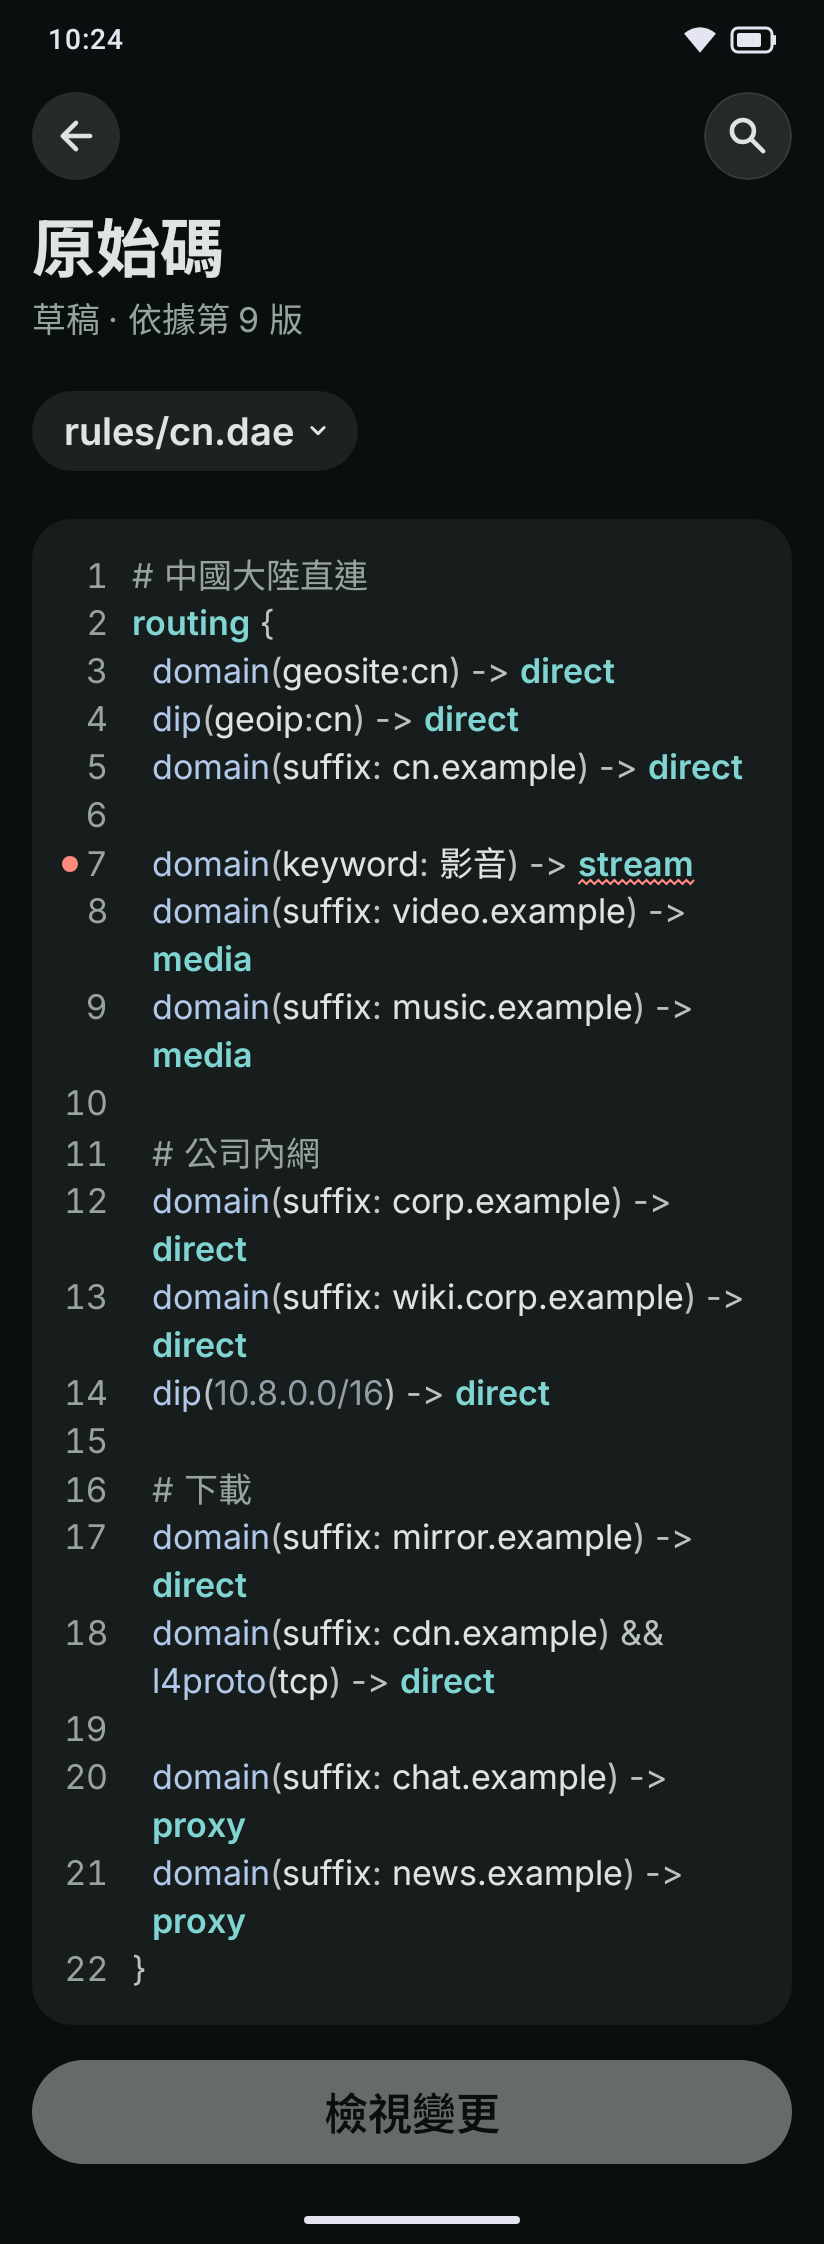 10:24
原始碼
草稿 · 依據第 9 版
rules/cn.dae
1 # 中國大陸直連
2 routing {
3 domain(geosite:cn) -> direct
4 dip(geoip:cn) -> direct
5 domain(suffix: cn.example) -> direct
6
7 domain(keyword: 影音) -> stream
8 domain(suffix: video.example) ->
media
9 domain(suffix: music.example) ->
media
10
11 # 公司內網
12 domain(suffix: corp.example) ->
direct
13 domain(suffix: wiki.corp.example) ->
direct
14 dip(10.8.0.0/16) -> direct
15
16 # 下載
17 domain(suffix: mirror.example) ->
direct
18 domain(suffix: cdn.example) &&
l4proto(tcp) -> direct
19
20 domain(suffix: chat.example) ->
proxy
21 domain(suffix: news.example) ->
proxy
22 }
檢視變更